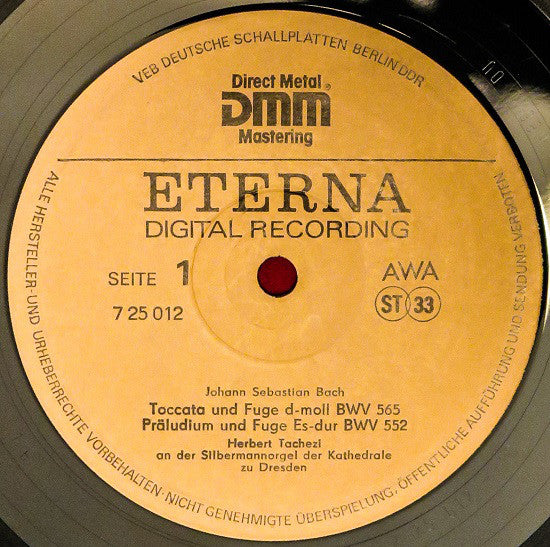 VEB DEUTSCHE SCHALLPLATTEN BERLIN·DDR
Direct Metal
DMM®
Mastering
ETERNA
DIGITAL RECORDING
SEITE 1
7 25 012
AWA
ST 33
Johann Sebastian Bach
Toccata und Fuge d-moll BWV 565
Präludium und Fuge Es-dur BWV 552
Herbert Tachezi
an der Silbermannorgel der Kathedrale
zu Dresden
ALLE HERSTELLER- UND URHEBERRECHTE VORBEHALTEN · NICHT GENEHMIGTE ÜBERSPIELUNG, ÖFFENTLICHE AUFFÜHRUNG UND SENDUNG VERBOTEN